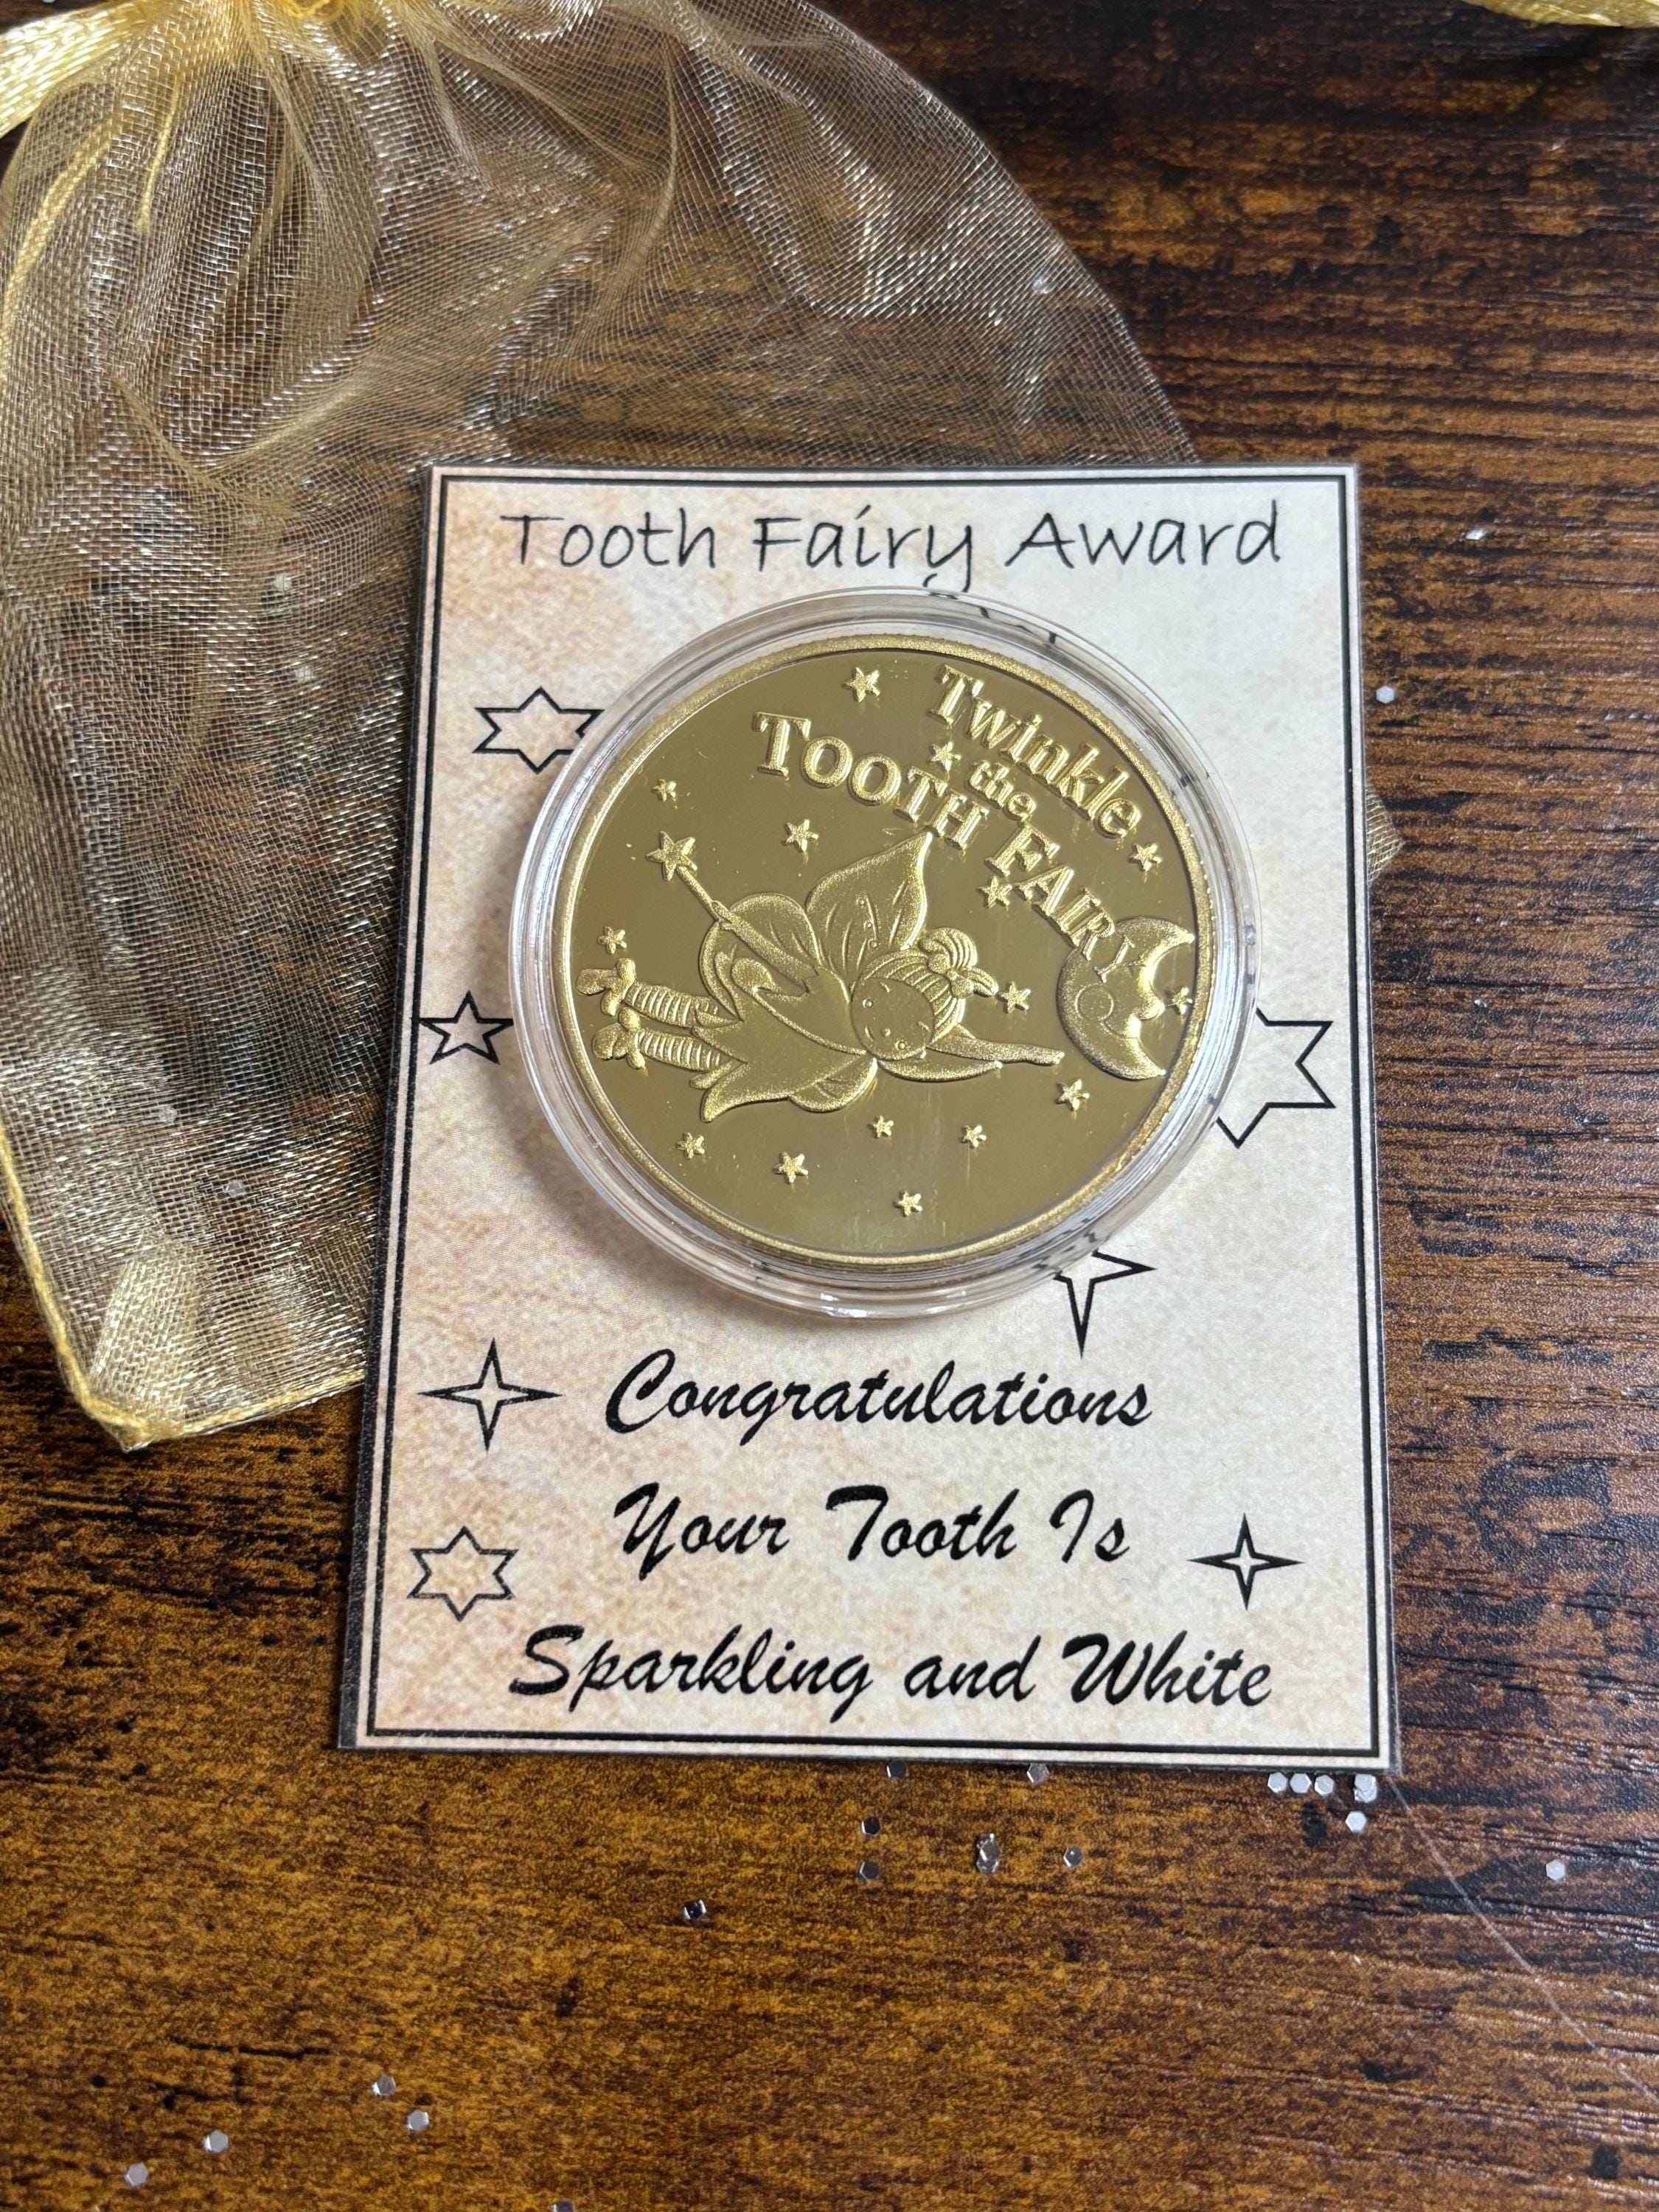 Tooth Fairy Award
Twinkle
the
TOOTH FAIRY
Congratulations
Your Tooth Is
Sparkling and White